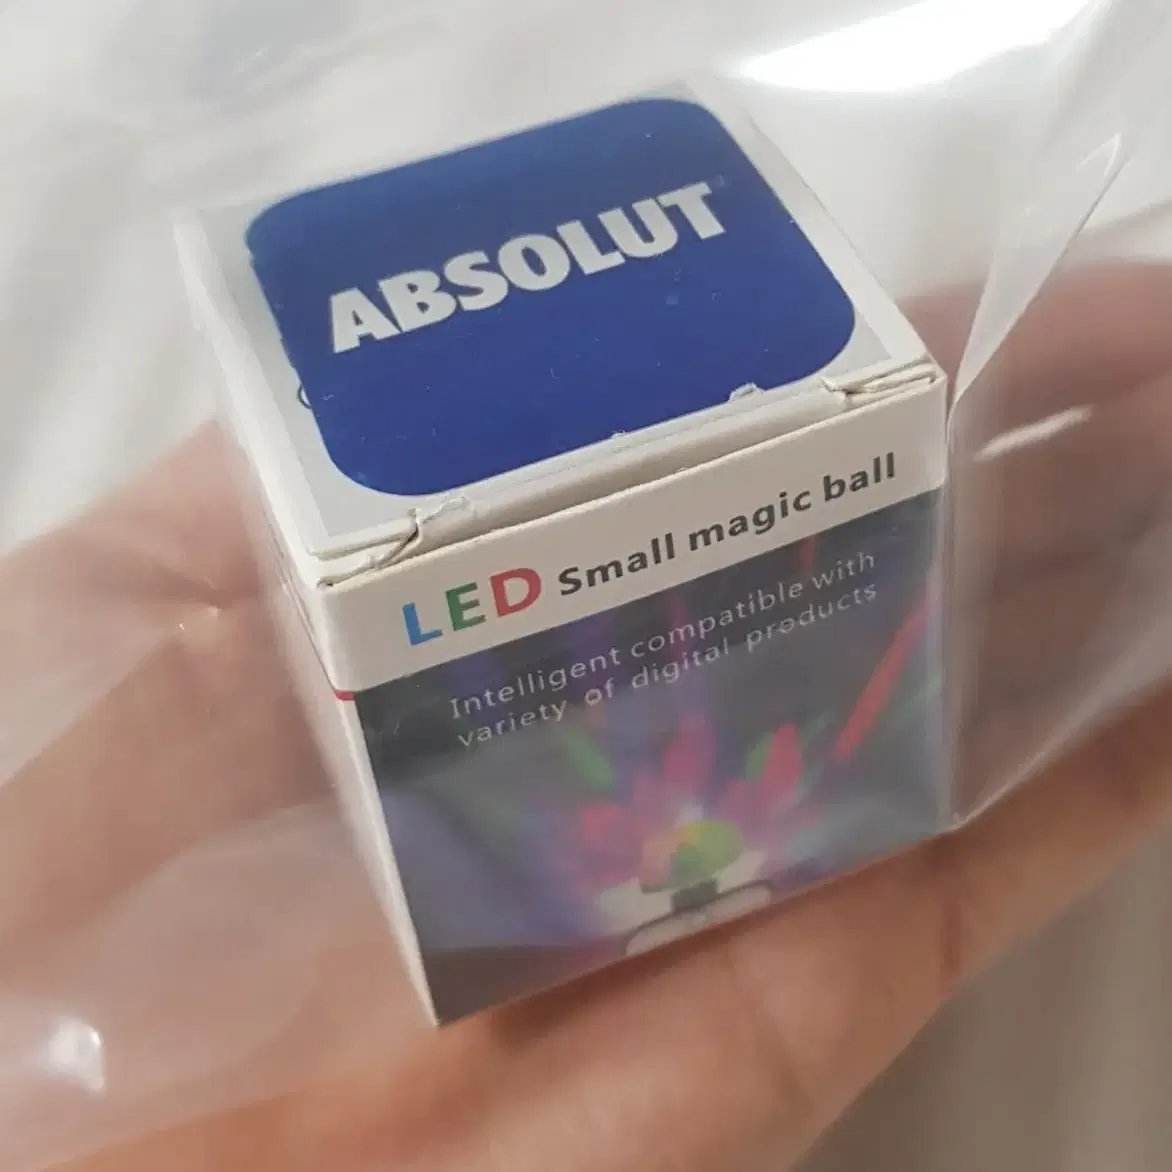 ABSOLUT
LED Small magic ball
Intelligent compatible with
variety of digital products